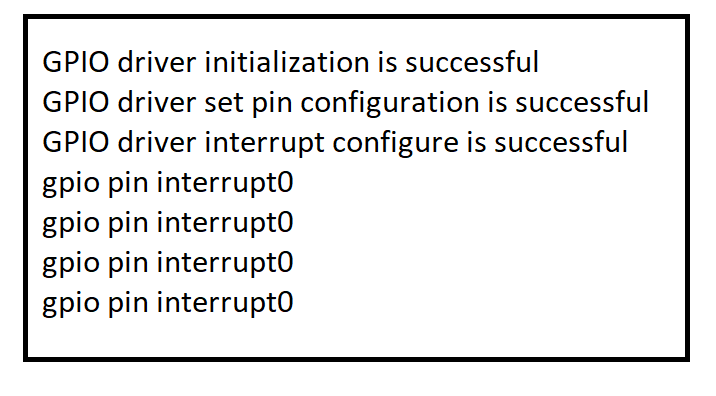 GPIO driver initialization is successful
GPIO driver set pin configuration is successful
GPIO driver interrupt configure is successful
gpio pin interrupt0
gpio pin interrupt0
gpio pin interrupt0
gpio pin interrupt0